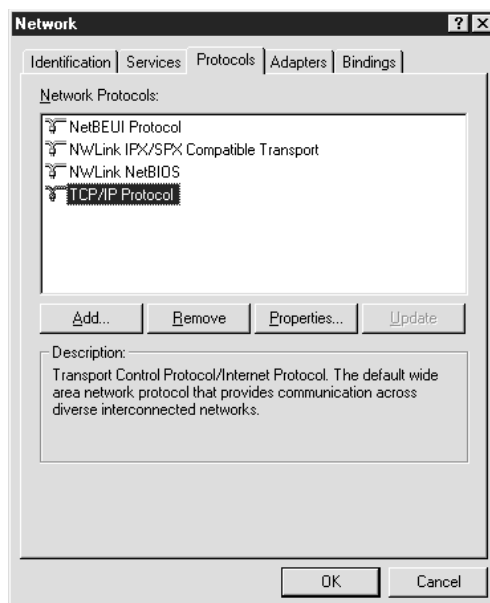 Network
Identification Services Protocols Adapters Bindings
Network Protocols:
NetBEUI Protocol
NWLink IPX/SPX Compatible Transport
NWLink NetBIOS
TCP/IP Protocol
Add... Remove Properties... Update
Description:
Transport Control Protocol/Internet Protocol. The default wide
area network protocol that provides communication across
diverse interconnected networks.
OK Cancel